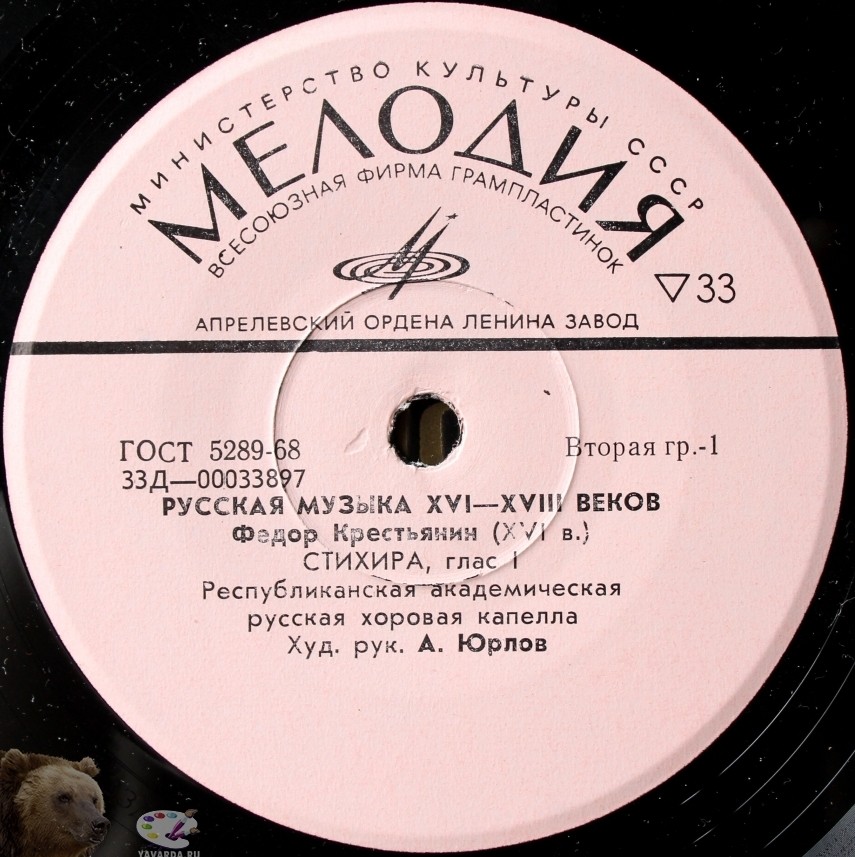 МИНИСТЕРСТВО КУЛЬТУРЫ СССР
МЕЛОДИЯ
ВСЕСОЮЗНАЯ ФИРМА ГРАМПЛАСТИНОК
▽33
АПРЕЛЕВСКИЙ ОРДЕНА ЛЕНИНА ЗАВОД
ГОСТ 5289-68
Вторая гр.-1
33Д—00033897
РУССКАЯ МУЗЫКА XVI—XVIII ВЕКОВ
Федор Крестьянин (XVI в.)
СТИХИРА, глас I
Республиканская академическая
русская хоровая капелла
Худ. рук. А. Юрлов
YAVARDA.RU